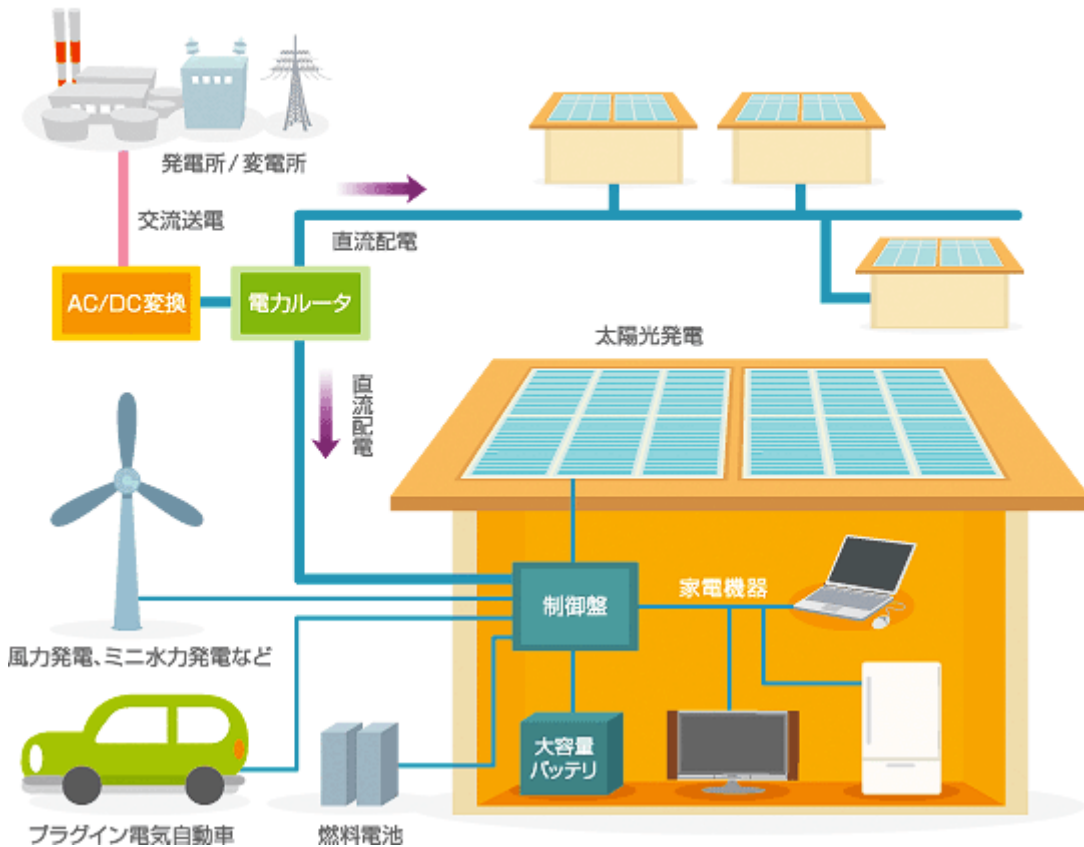 発電所/変電所
交流送電
直流配電
AC/DC変換
電力ルータ
太陽光発電
直流配電
家電機器
制御盤
風力発電、ミニ水力発電など
大容量
バッテリ
プラグイン電気自動車
燃料電池